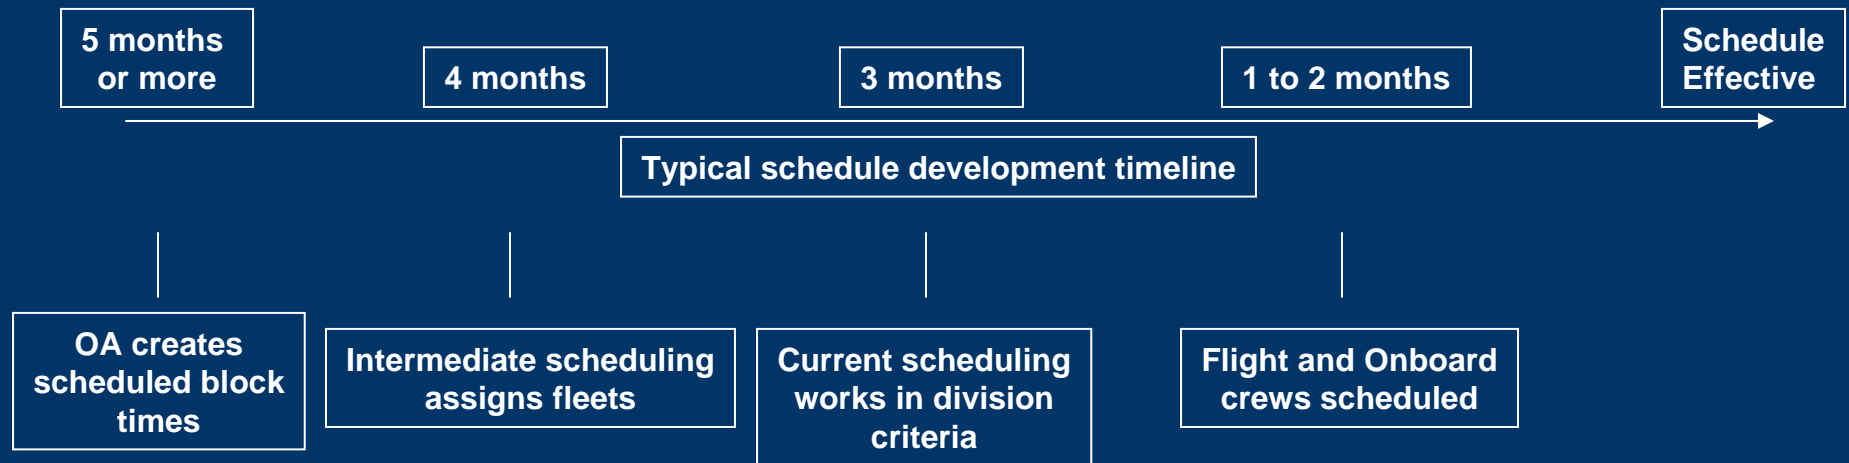 5 months
or more
4 months
3 months
1 to 2 months
Schedule
Effective
Typical schedule development timeline
OA creates
scheduled block
times
Intermediate scheduling
assigns fleets
Current scheduling
works in division
criteria
Flight and Onboard
crews scheduled